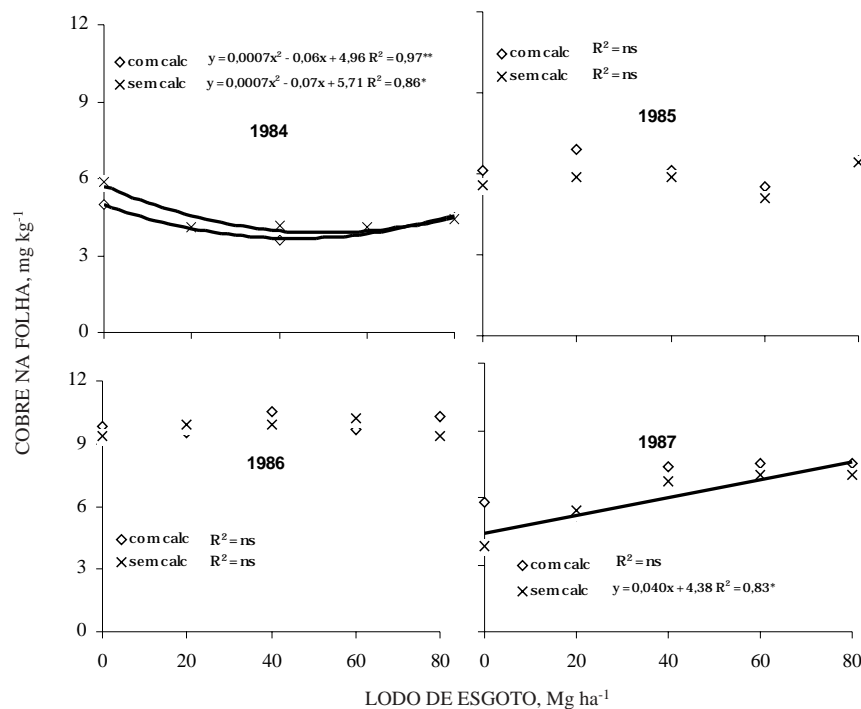 COBRE NA FOLHA, mg kg⁻¹
12
9
6
3
0
com calc y = 0,0007x² - 0,06x + 4,96 R² = 0,97**
sem calc y = 0,0007x² - 0,07x + 5,71 R² = 0,86*
1984
com calc R² = ns
sem calc R² = ns
1985
12
9
6
3
0
1986
com calc R² = ns
sem calc R² = ns
0 20 40 60 80
1987
com calc R² = ns
sem calc y = 0,040x + 4,38 R² = 0,83*
0 20 40 60 80
LODO DE ESGOTO, Mg ha⁻¹